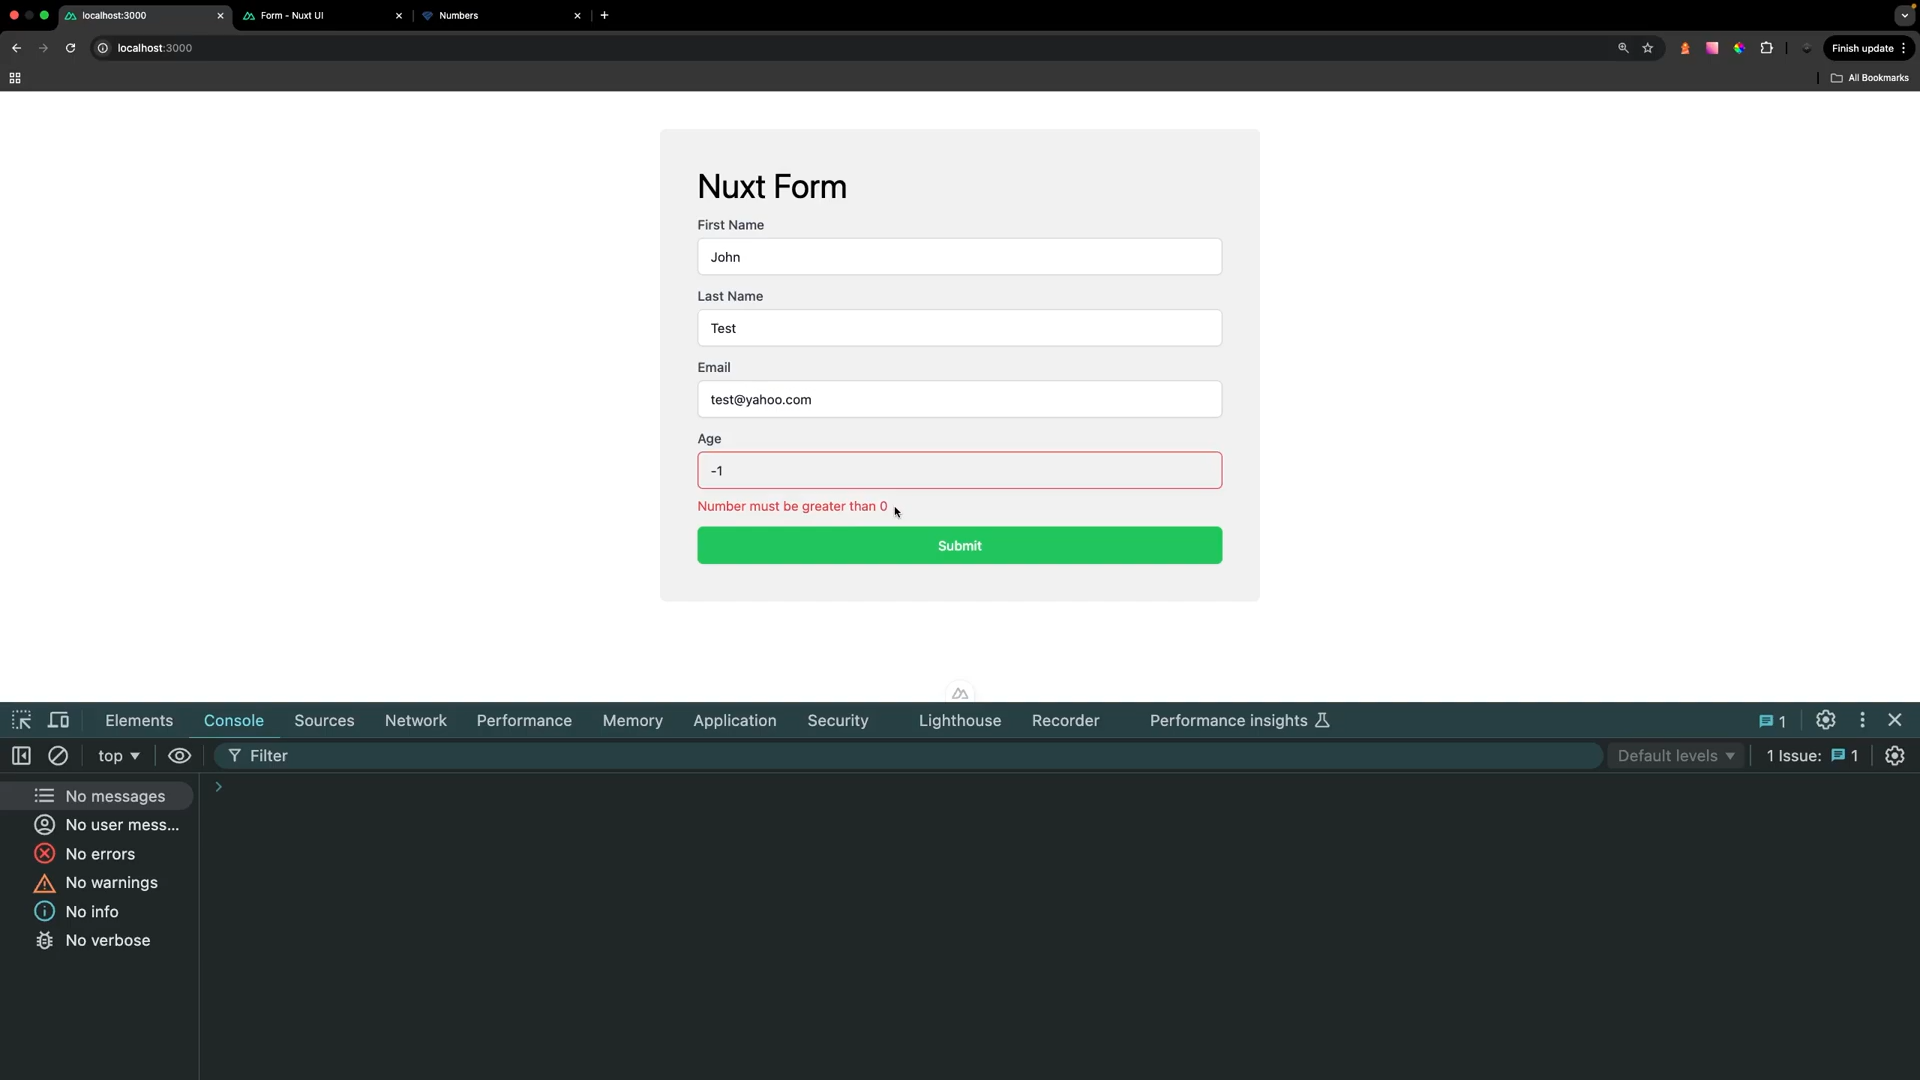 localhost:3000
Form - Nuxt UI
Numbers
localhost:3000
Finish update
All Bookmarks
Nuxt Form
First Name
John
Last Name
Test
Email
test@yahoo.com
Age
-1
Number must be greater than 0
Submit
Elements Console Sources Network Performance Memory Application Security Lighthouse Recorder Performance insights 1
top Filter Default levels 1 Issue: 1
No messages
No user mess...
No errors
No warnings
No info
No verbose